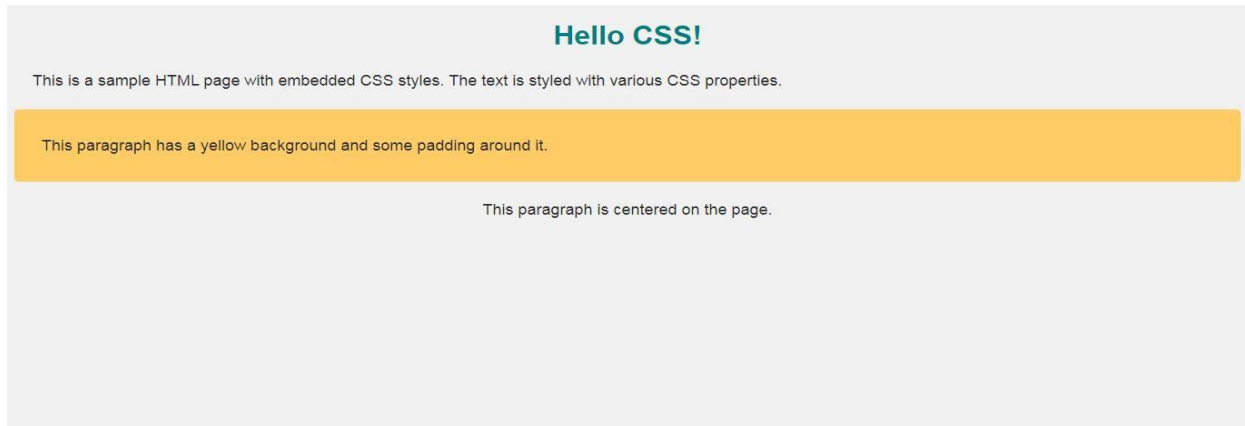 Hello CSS!
This is a sample HTML page with embedded CSS styles. The text is styled with various CSS properties.
This paragraph has a yellow background and some padding around it.
This paragraph is centered on the page.